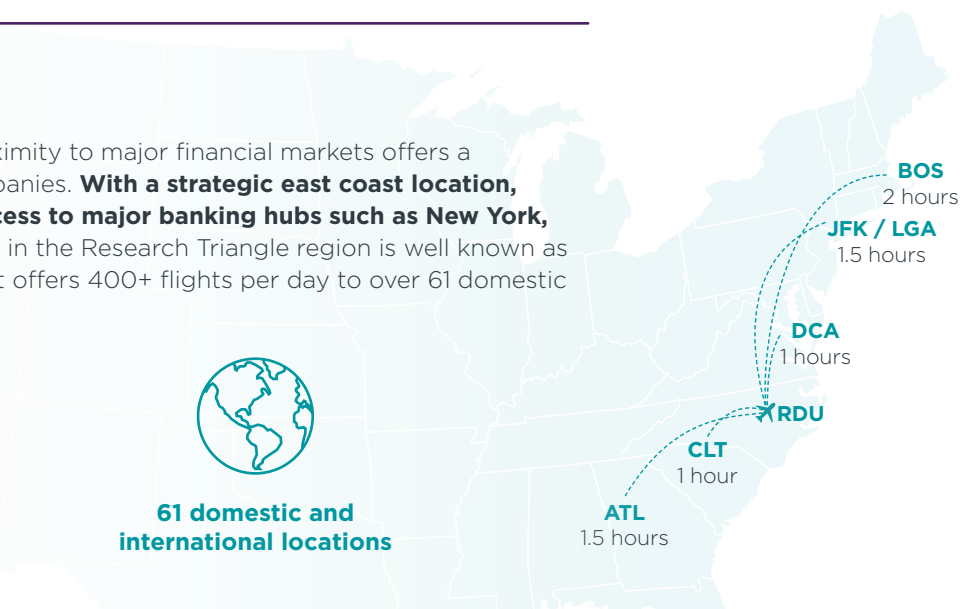 to major financial markets offers a
With a strategic east coast location,
to major banking hubs such as New York,
in the Research Triangle region is well known as
offers 400+ flights per day to over 61 domestic
61 domestic and
international locations
BOS
2 hours
JFK / LGA
1.5 hours
DCA
1 hours
RDU
CLT
1 hour
ATL
1.5 hours